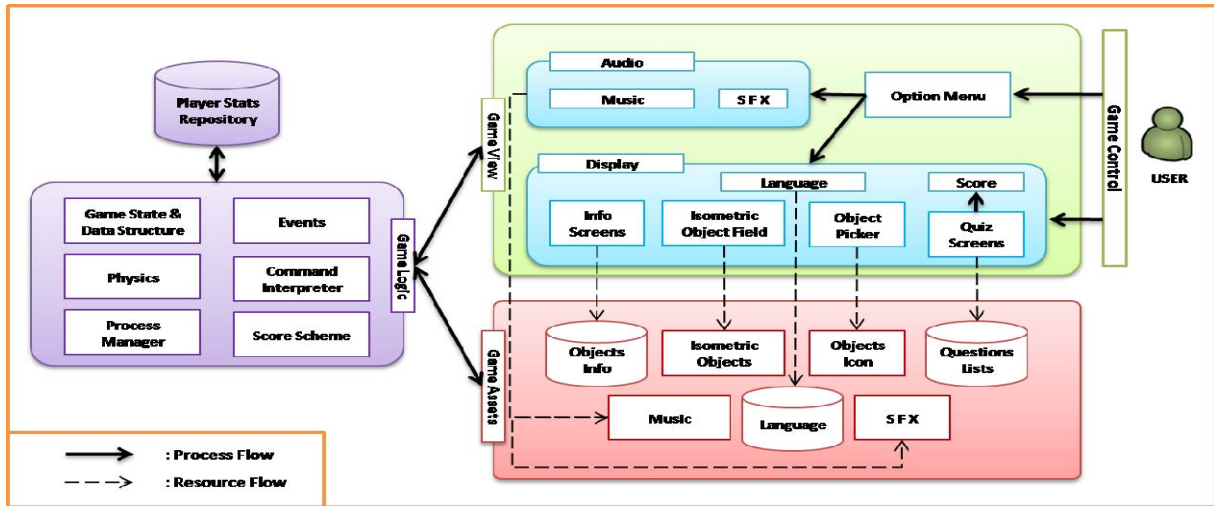 Player Stats
Repository
Game State &
Data Structure
Events
Physics
Command
Interpreter
Process
Manager
Score Scheme
Game Logic
Game View
Audio
Music
S F X
Option Menu
Display
Language
Score
Info
Screens
Isometric
Object Field
Object
Picker
Quiz
Screens
Game Control
USER
Game Assets
Objects
Info
Isometric
Objects
Objects
Icon
Questions
Lists
Music
Language
S F X
: Process Flow
: Resource Flow